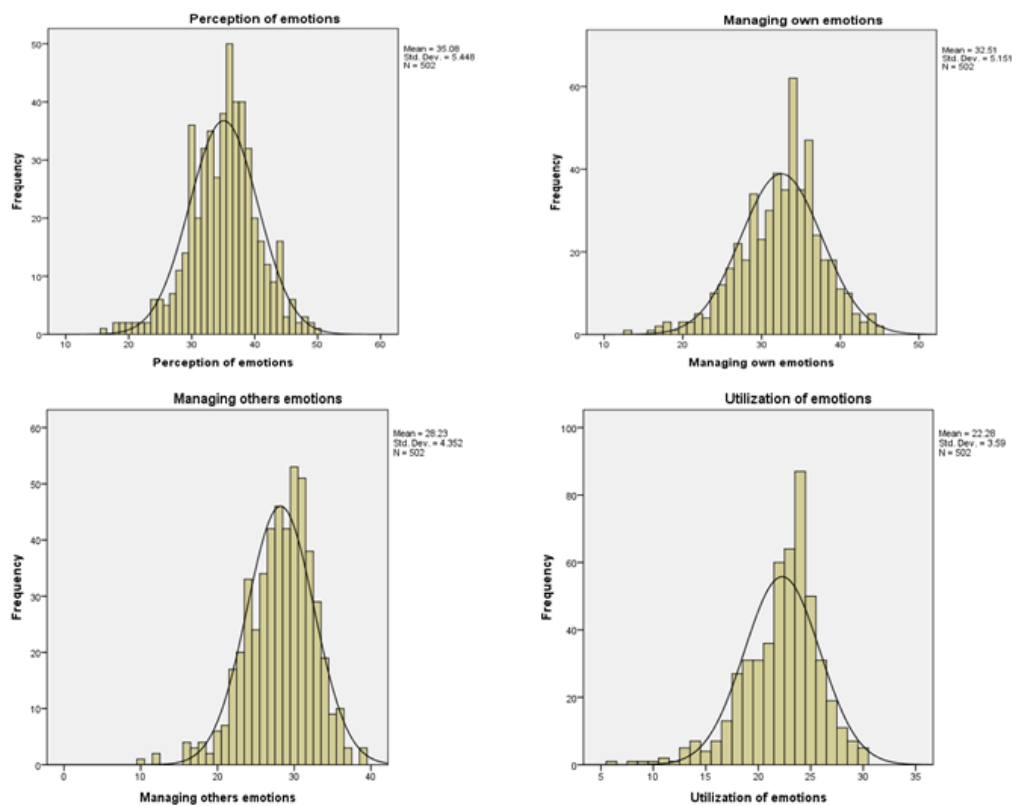 Perception of emotions
Mean = 35.08
Std. Dev. = 5.448
N = 502
50
40
30
20
10
0
Frequency
10 20 30 40 50 60
Perception of emotions
Managing own emotions
Mean = 32.51
Std. Dev. = 5.151
N = 502
60
40
20
0
Frequency
10 20 30 40 50
Managing own emotions
Managing others emotions
Mean = 28.23
Std. Dev. = 4.352
N = 502
60
50
40
30
20
10
0
Frequency
0 10 20 30 40
Managing others emotions
Utilization of emotions
Mean = 22.28
Std. Dev. = 3.59
N = 502
100
80
60
40
20
0
Frequency
5 10 15 20 25 30 35
Utilization of emotions